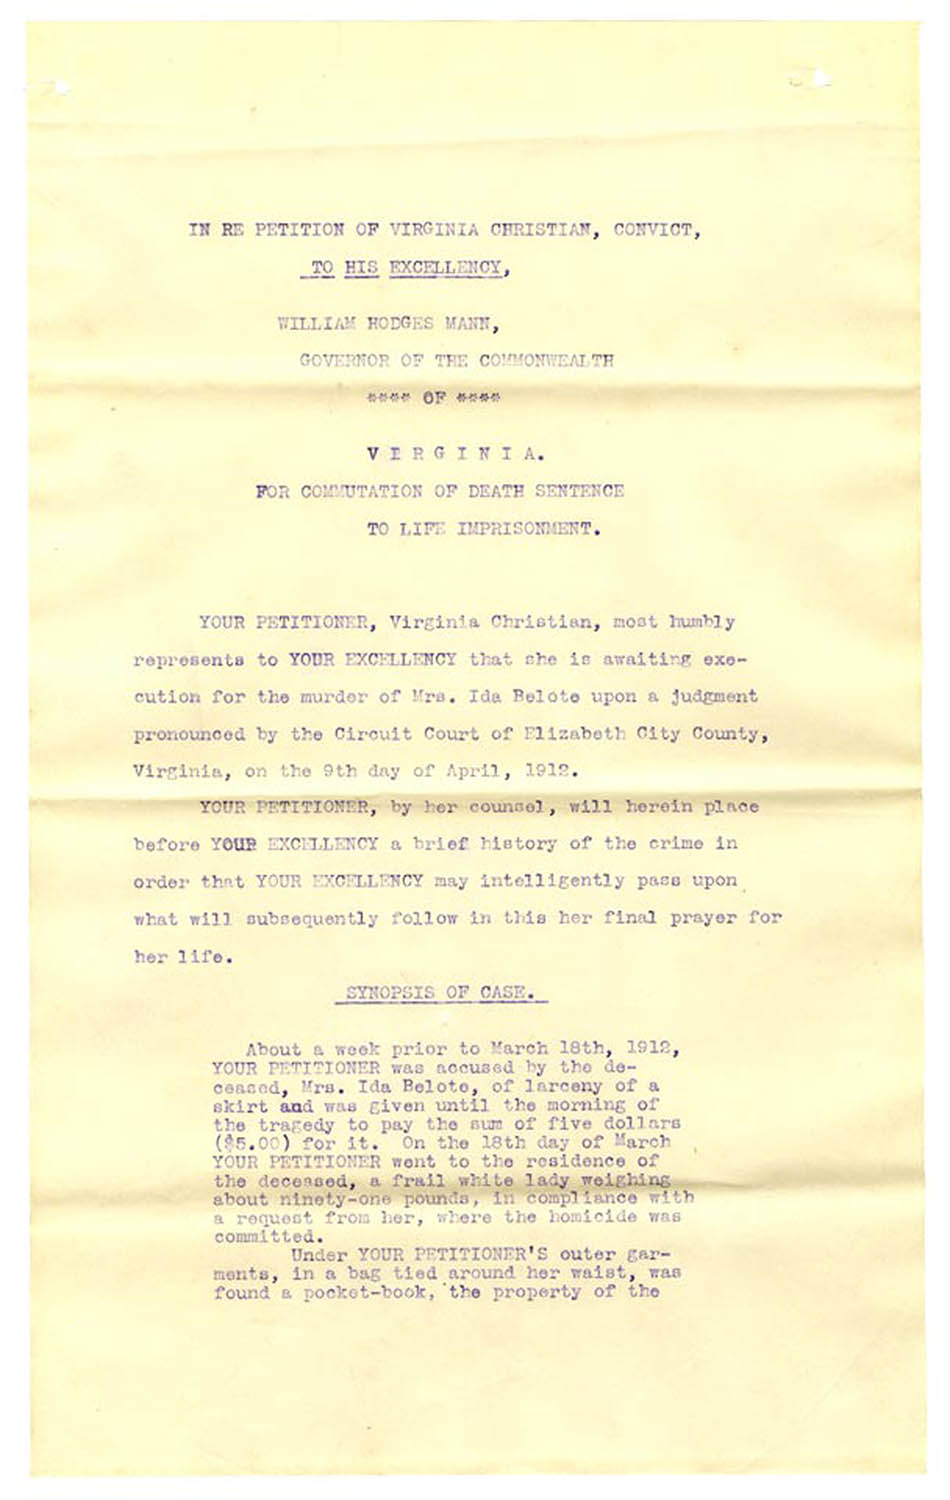 IN RE PETITION OF VIRGINIA CHRISTIAN, CONVICT,
TO HIS EXCELLENCY,
WILLIAM HODGES MANN,
GOVERNOR OF THE COMMONWEALTH
**** OF ****
V I R G I N I A.
FOR COMMUTATION OF DEATH SENTENCE
TO LIFE IMPRISONMENT.
YOUR PETITIONER, Virginia Christian, most humbly
represents to YOUR EXCELLENCY that she is awaiting exe-
cution for the murder of Mrs. Ida Belote upon a judgment
pronounced by the Circuit Court of Elizabeth City County,
Virginia, on the 9th day of April, 1912.
YOUR PETITIONER, by her counsel, will herein place
before YOUR EXCELLENCY a brief history of the crime in
order that YOUR EXCELLENCY may intelligently pass upon
what will subsequently follow in this her final prayer for
her life.
SYNOPSIS OF CASE.
About a week prior to March 18th, 1912,
YOUR PETITIONER was accused by the de-
ceased, Mrs. Ida Belote, of larceny of a
skirt and was given until the morning of
the tragedy to pay the sum of five dollars
($5.00) for it. On the 18th day of March
YOUR PETITIONER went to the residence of
the deceased, a frail white lady weighing
about ninety-one pounds, in compliance with
a request from her, where the homicide was
committed.
Under YOUR PETITIONER'S outer gar-
ments, in a bag tied around her waist, was
found a pocket-book, the property of the